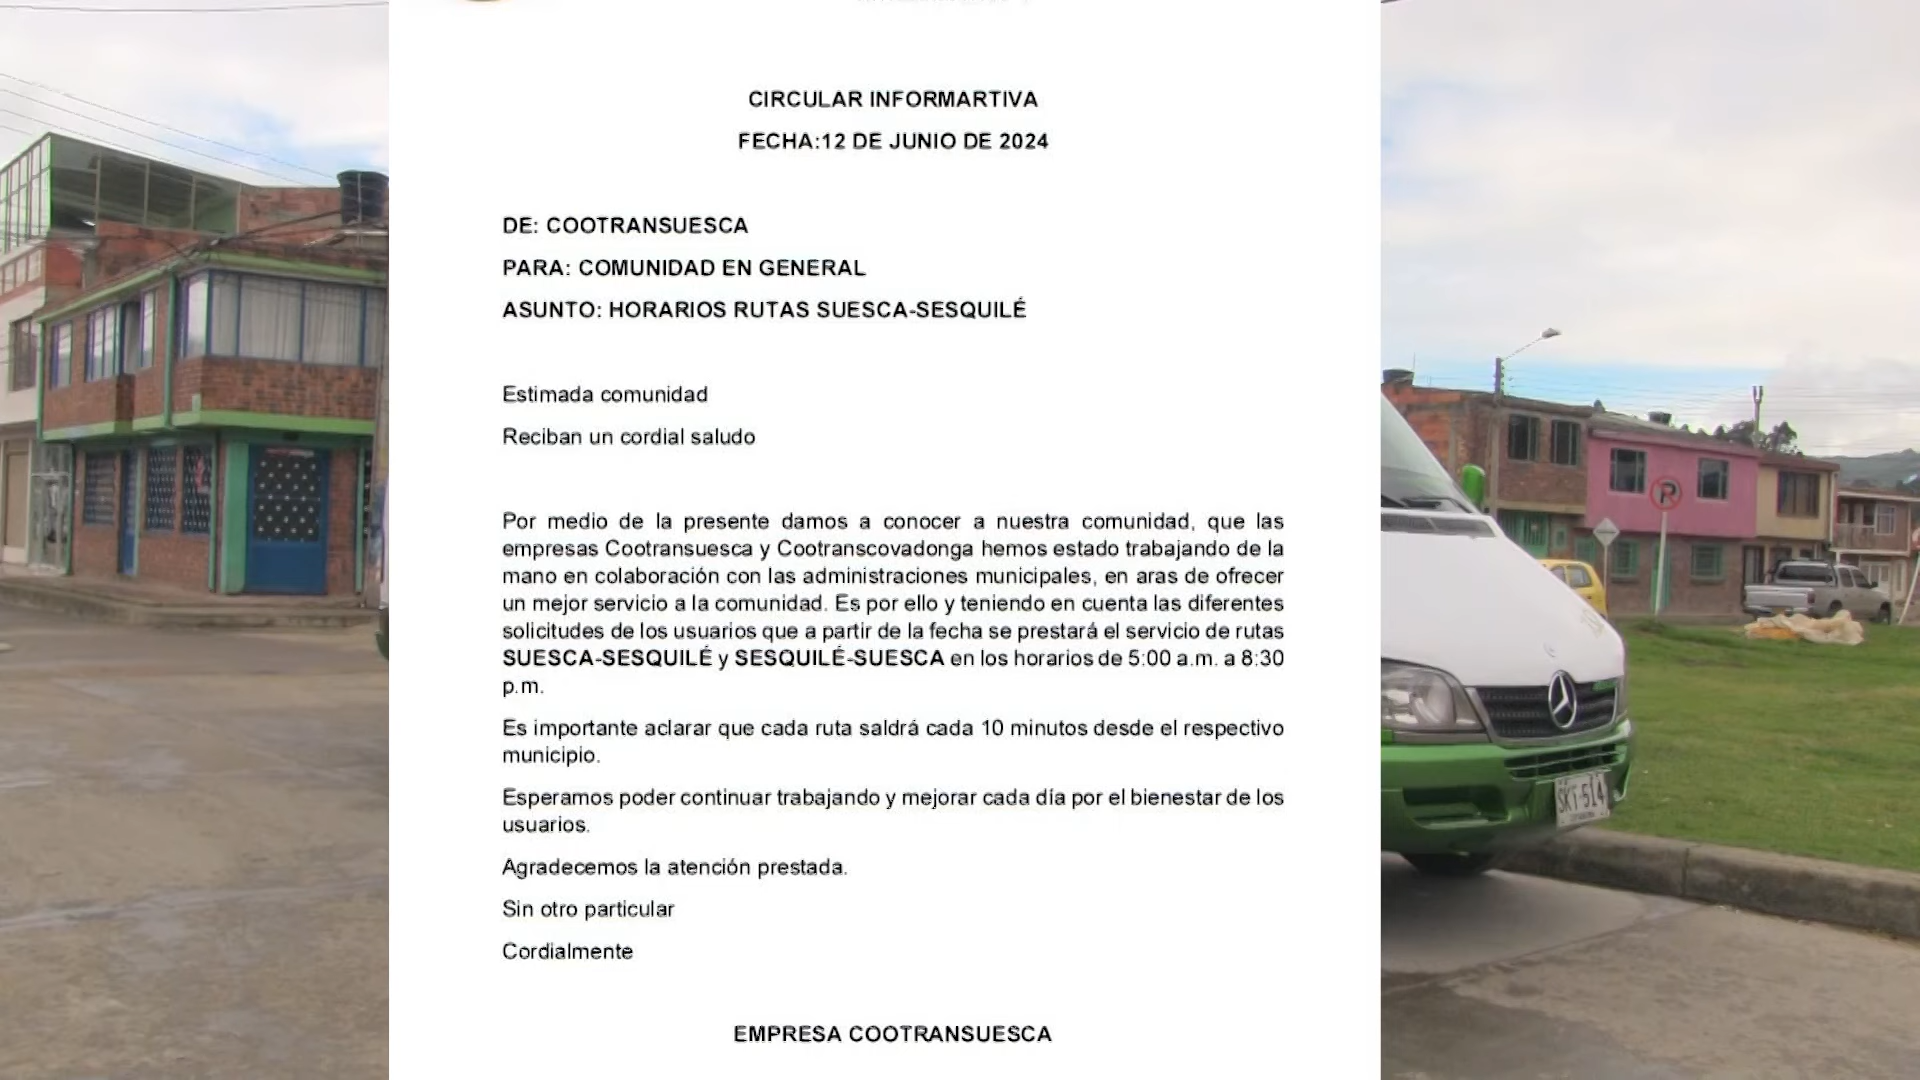 CIRCULAR INFORMARTIVA
FECHA:12 DE JUNIO DE 2024
DE: COOTRANSUESCA
PARA: COMUNIDAD EN GENERAL
ASUNTO: HORARIOS RUTAS SUESCA-SESQUILÉ
Estimada comunidad
Reciban un cordial saludo
Por medio de la presente damos a conocer a nuestra comunidad, que las
empresas Cootransuesca y Cootranscovadonga hemos estado trabajando de la
mano en colaboración con las administraciones municipales, en aras de ofrecer
un mejor servicio a la comunidad. Es por ello y teniendo en cuenta las diferentes
solicitudes de los usuarios que a partir de la fecha se prestará el servicio de rutas
SUESCA-SESQUILÉ y SESQUILÉ-SUESCA en los horarios de 5:00 a.m. a 8:30
p.m.
Es importante aclarar que cada ruta saldrá cada 10 minutos desde el respectivo
municipio.
Esperamos poder continuar trabajando y mejorar cada día por el bienestar de los
usuarios.
Agradecemos la atención prestada.
Sin otro particular
Cordialmente
EMPRESA COOTRANSUESCA
P
SKT-514